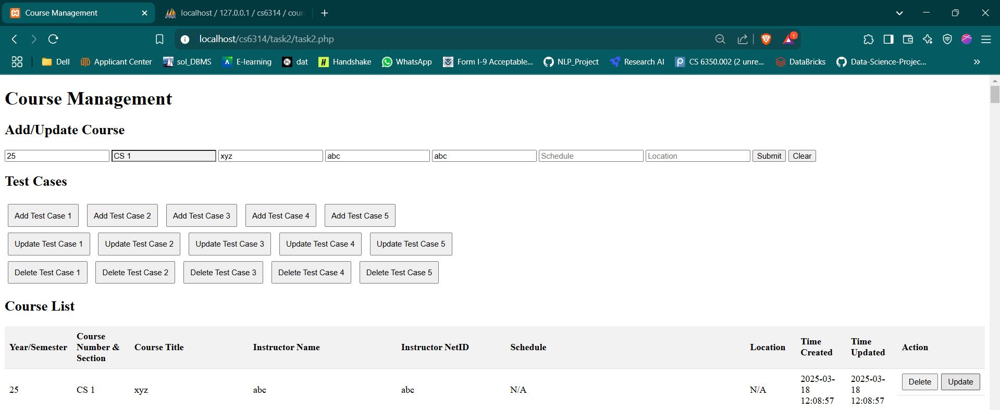 Course Management
localhost / 127.0.0.1 / cs6314 / cour
localhost/cs6314/task2/task2.php
1
Dell
UTD Applicant Center
sol_DBMS
E-learning
dat
Handshake
WhatsApp
Form I-9 Acceptable...
NLP_Project
Research AI
CS 6350.002 (2 unre...
DataBricks
Data-Science-Projec...
Course Management
Add/Update Course
25 CS 1 xyz abc abc Schedule Location Submit Clear
Test Cases
Add Test Case 1 Add Test Case 2 Add Test Case 3 Add Test Case 4 Add Test Case 5
Update Test Case 1 Update Test Case 2 Update Test Case 3 Update Test Case 4 Update Test Case 5
Delete Test Case 1 Delete Test Case 2 Delete Test Case 3 Delete Test Case 4 Delete Test Case 5
Course List
Year/Semester
Course
Number &
Section
Course Title
Instructor Name
Instructor NetID
Schedule
Location
Time
Created
Time
Updated
Action
25
CS 1
xyz
abc
abc
N/A
N/A
2025-03-
18
12:08:57
2025-03-
18
12:08:57
Delete
Update